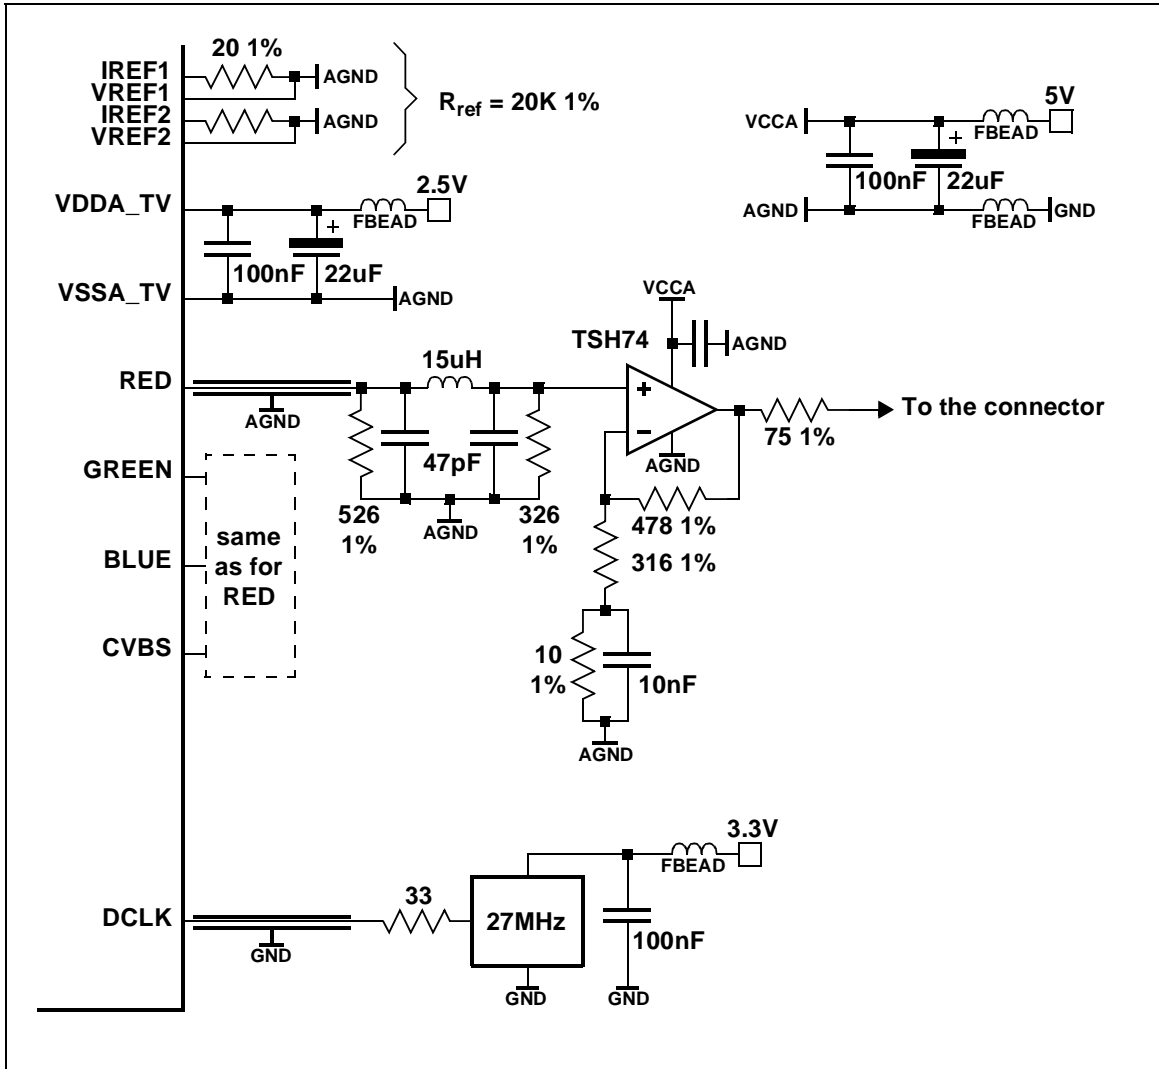 20 1%
IREF1
AGND
VREF1
IREF2
AGND
VREF2
Rref = 20K 1%
5V
VCCA
FBEAD
100nF
22uF
AGND
FBEAD
GND
2.5V
VDDA_TV
FBEAD
+
100nF
22uF
VSSA_TV
AGND
+
VCCA
TSH74
AGND
15uH
RED
AGND
+
–
To the connector
75 1%
AGND
47pF
526
1%
AGND
326
1%
478 1%
316 1%
GREEN
BLUE
CVBS
same
as for
RED
10
1%
10nF
AGND
3.3V
FBEAD
33
DCLK
27MHz
100nF
GND
GND
GND